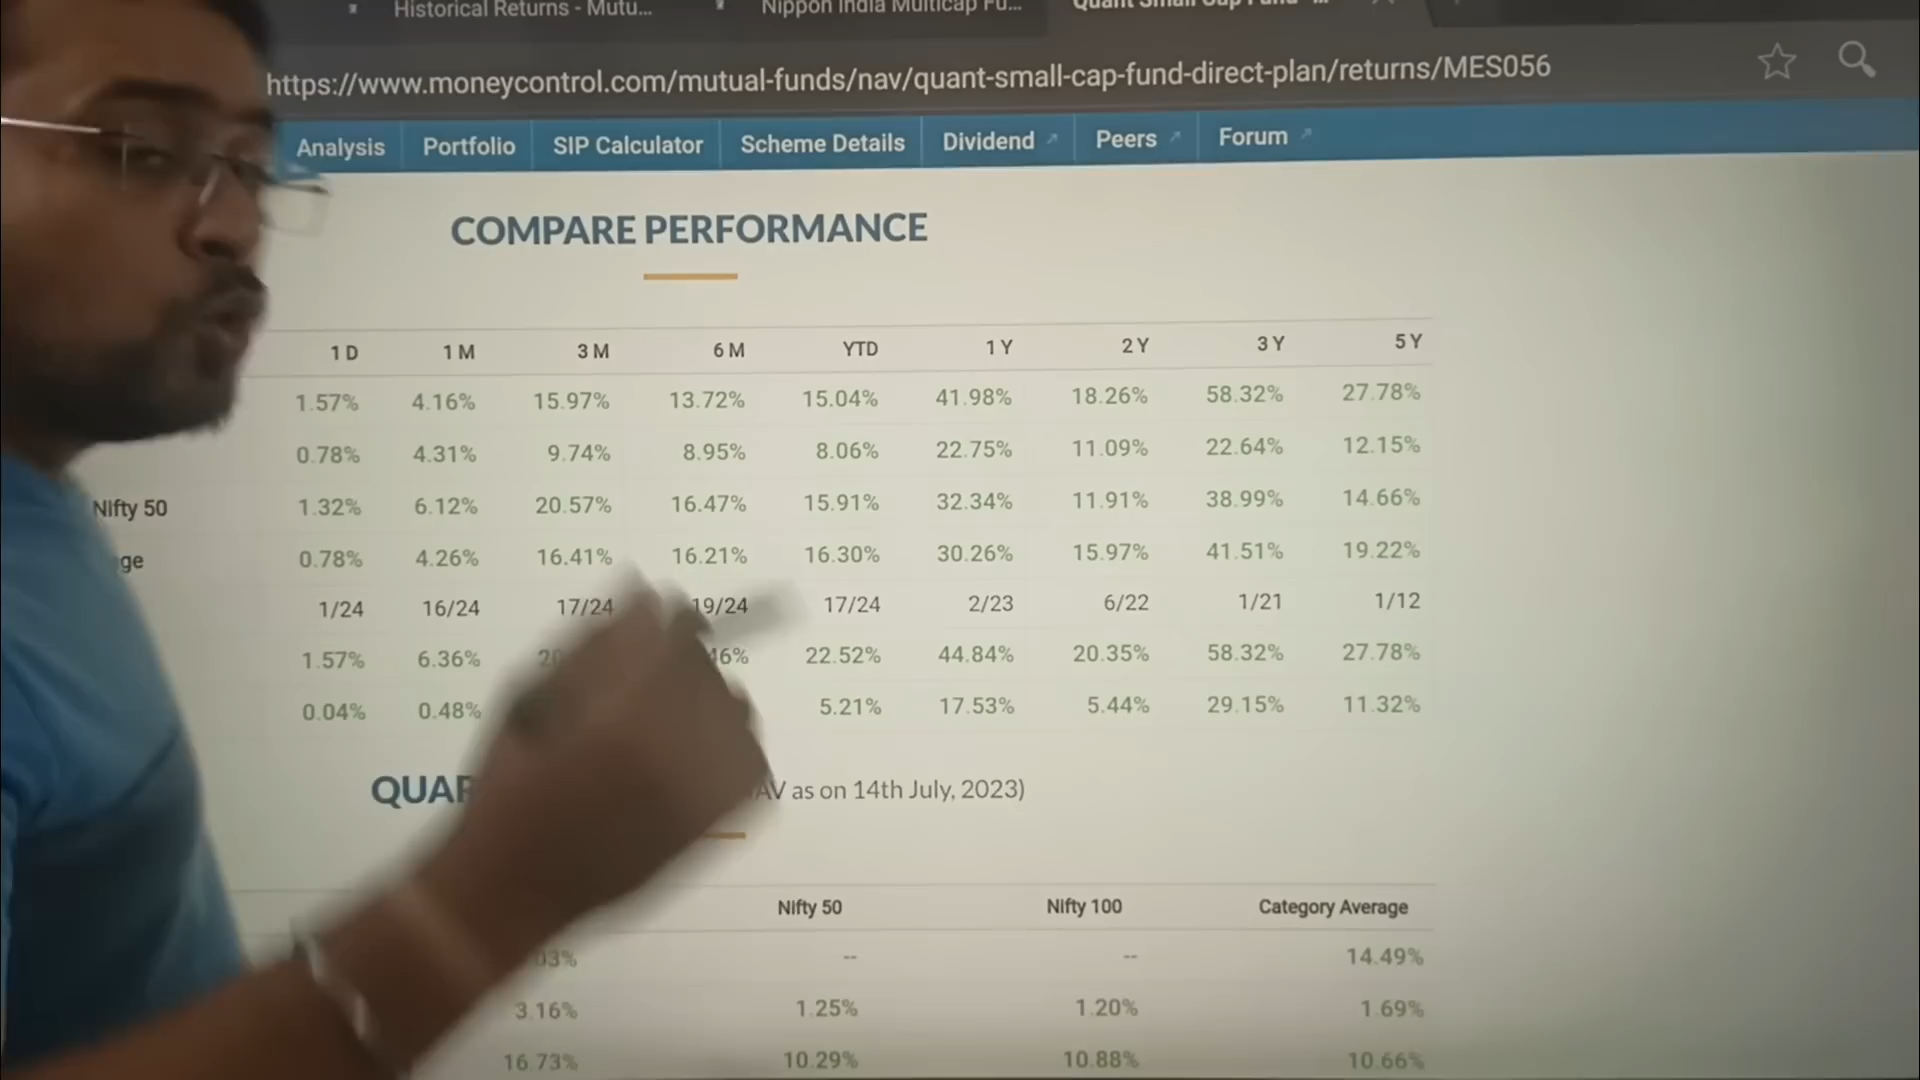 Historical Returns - Mutu... Nippon India Multicap Fu... Quant Small Cap Fund - ...
https://www.moneycontrol.com/mutual-funds/nav/quant-small-cap-fund-direct-plan/returns/MES056
Analysis Portfolio SIP Calculator Scheme Details Dividend Peers Forum
COMPARE PERFORMANCE
1 D 1 M 3 M 6 M YTD 1 Y 2 Y 3 Y 5 Y
1.57% 4.16% 15.97% 13.72% 15.04% 41.98% 18.26% 58.32% 27.78%
0.78% 4.31% 9.74% 8.95% 8.06% 22.75% 11.09% 22.64% 12.15%
Nifty 50 1.32% 6.12% 20.57% 16.47% 15.91% 32.34% 11.91% 38.99% 14.66%
ge 0.78% 4.26% 16.41% 16.21% 16.30% 30.26% 15.97% 41.51% 19.22%
1/24 16/24 17/24 19/24 17/24 2/23 6/22 1/21 1/12
1.57% 6.36% 20 46% 22.52% 44.84% 20.35% 58.32% 27.78%
0.04% 0.48% 5.21% 17.53% 5.44% 29.15% 11.32%
QUAR AV as on 14th July, 2023)
Nifty 50 Nifty 100 Category Average
03% -- -- 14.49%
3.16% 1.25% 1.20% 1.69%
16.73% 10.29% 10.88% 10.66%